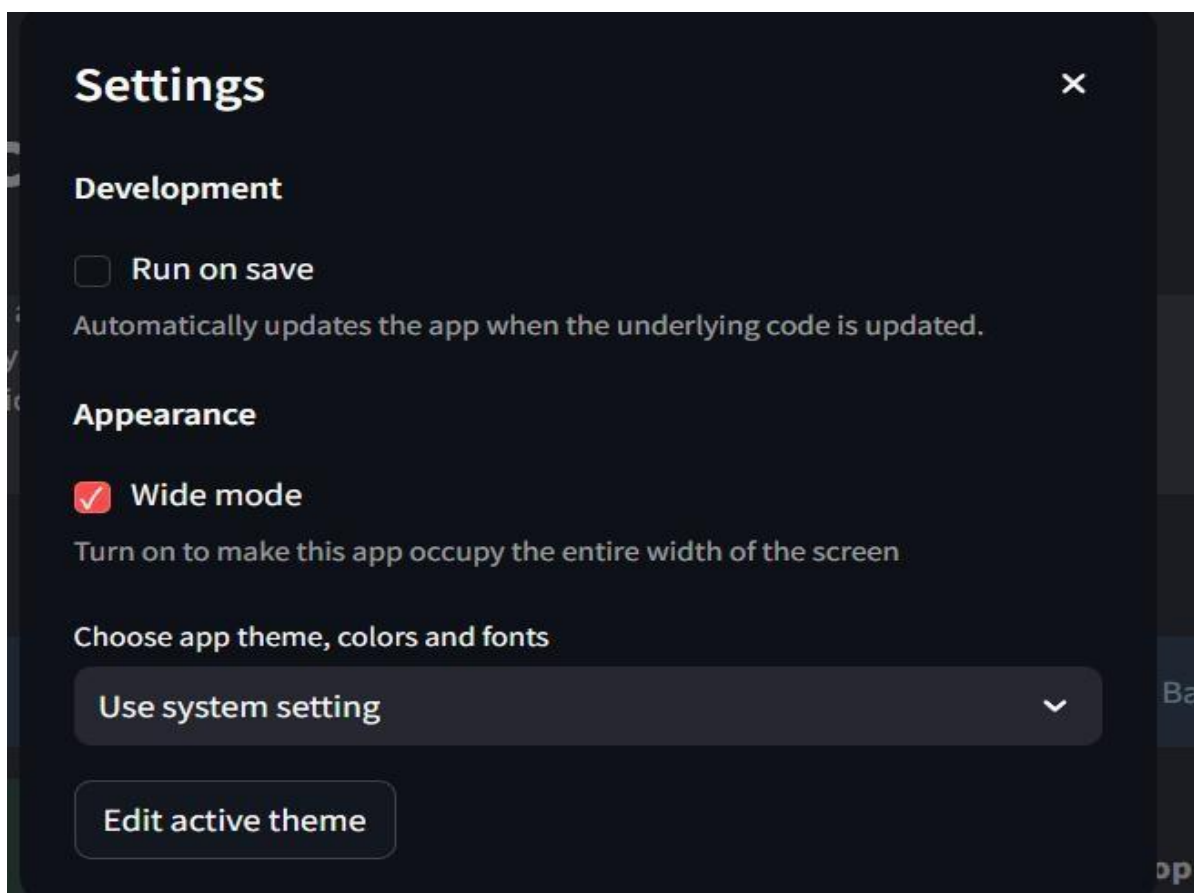 Settings
Development
Run on save
Automatically updates the app when the underlying code is updated.
Appearance
Wide mode
Turn on to make this app occupy the entire width of the screen
Choose app theme, colors and fonts
Use system setting
Edit active theme